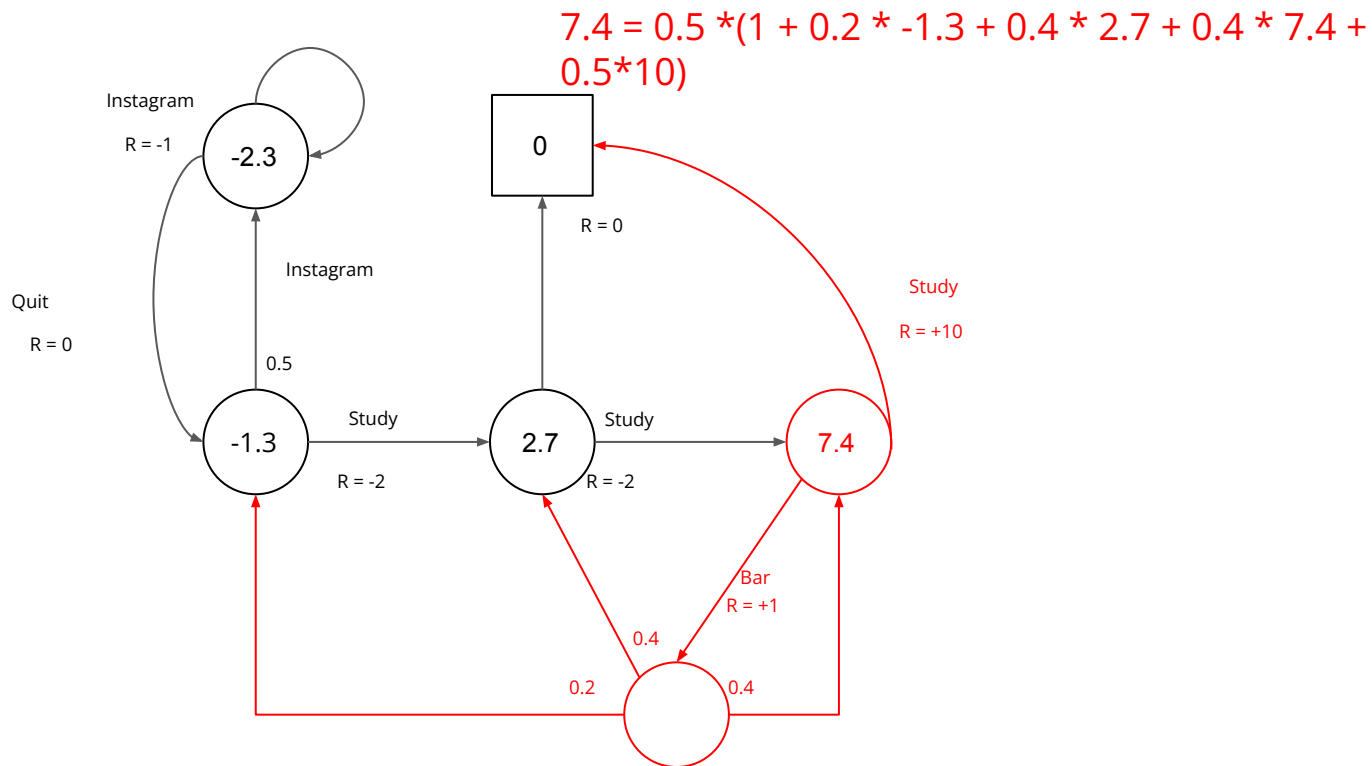 7.4 = 0.5 *(1 + 0.2 * -1.3 + 0.4 * 2.7 + 0.4 * 7.4 +
0.5*10)
Instagram
R = -1
-2.3
0
R = 0
Instagram
Study
R = +10
Quit
R = 0
0.5
-1.3
Study
R = -2
2.7
Study
R = -2
7.4
Bar
R = +1
0.4
0.2
0.4